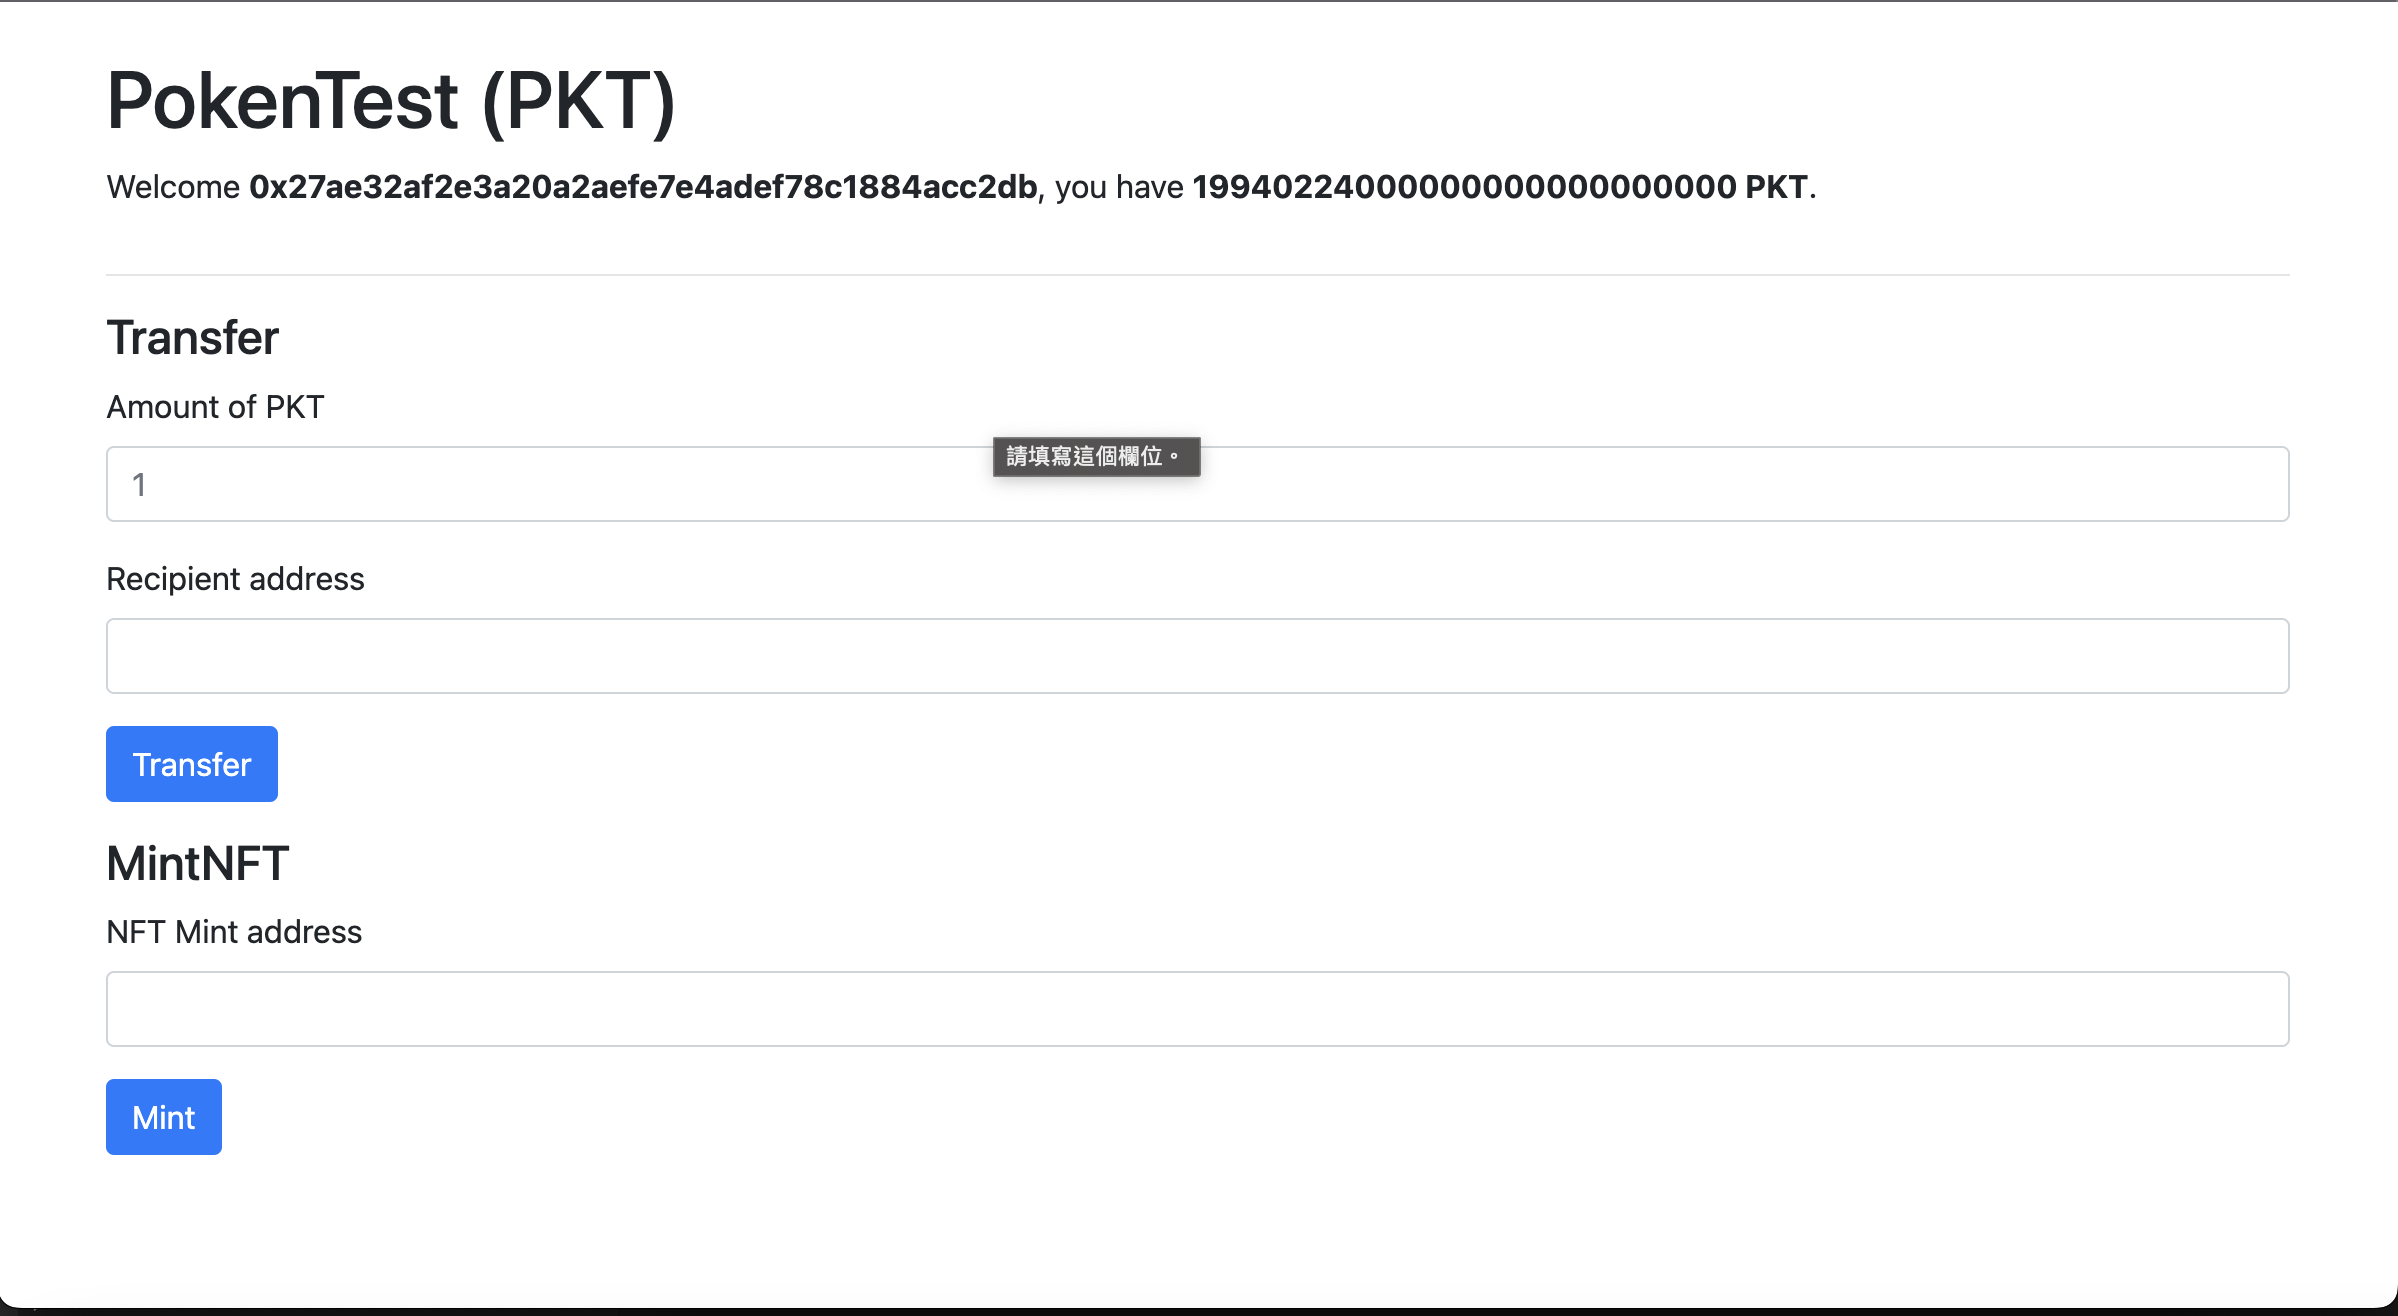 PokenTest (PKT)
Welcome 0x27ae32af2e3a20a2aefe7e4adef78c1884acc2db, you have 1994022400000000000000000 PKT.
Transfer
Amount of PKT
請填寫這個欄位。
1
Recipient address
Transfer
MintNFT
NFT Mint address
Mint